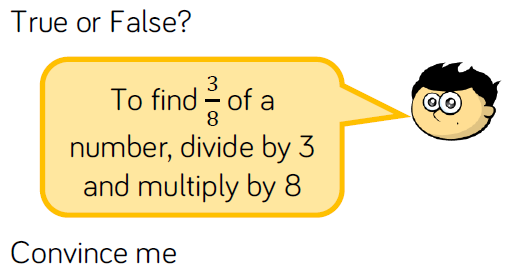 True or False?
To find 3/8 of a
number, divide by 3
and multiply by 8
Convince me